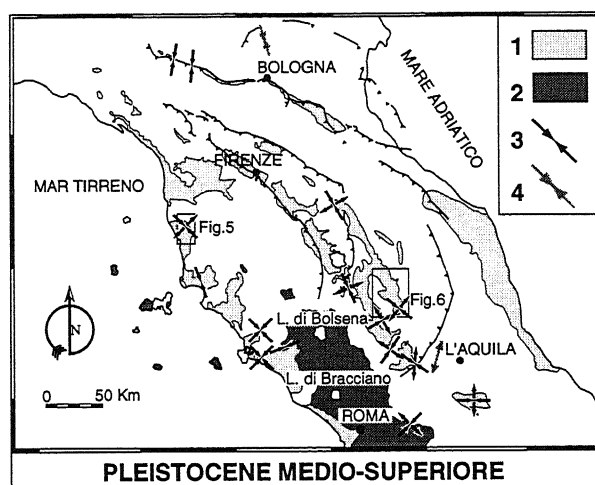 BOLOGNA
MARE ADRIATICO
1
2
3
4
FIRENZE
MAR TIRRENO
Fig.5
Fig.6
L. di Bolsena
L'AQUILA
N
L. di Bracciano
0 50 Km
ROMA
PLEISTOCENE MEDIO-SUPERIORE